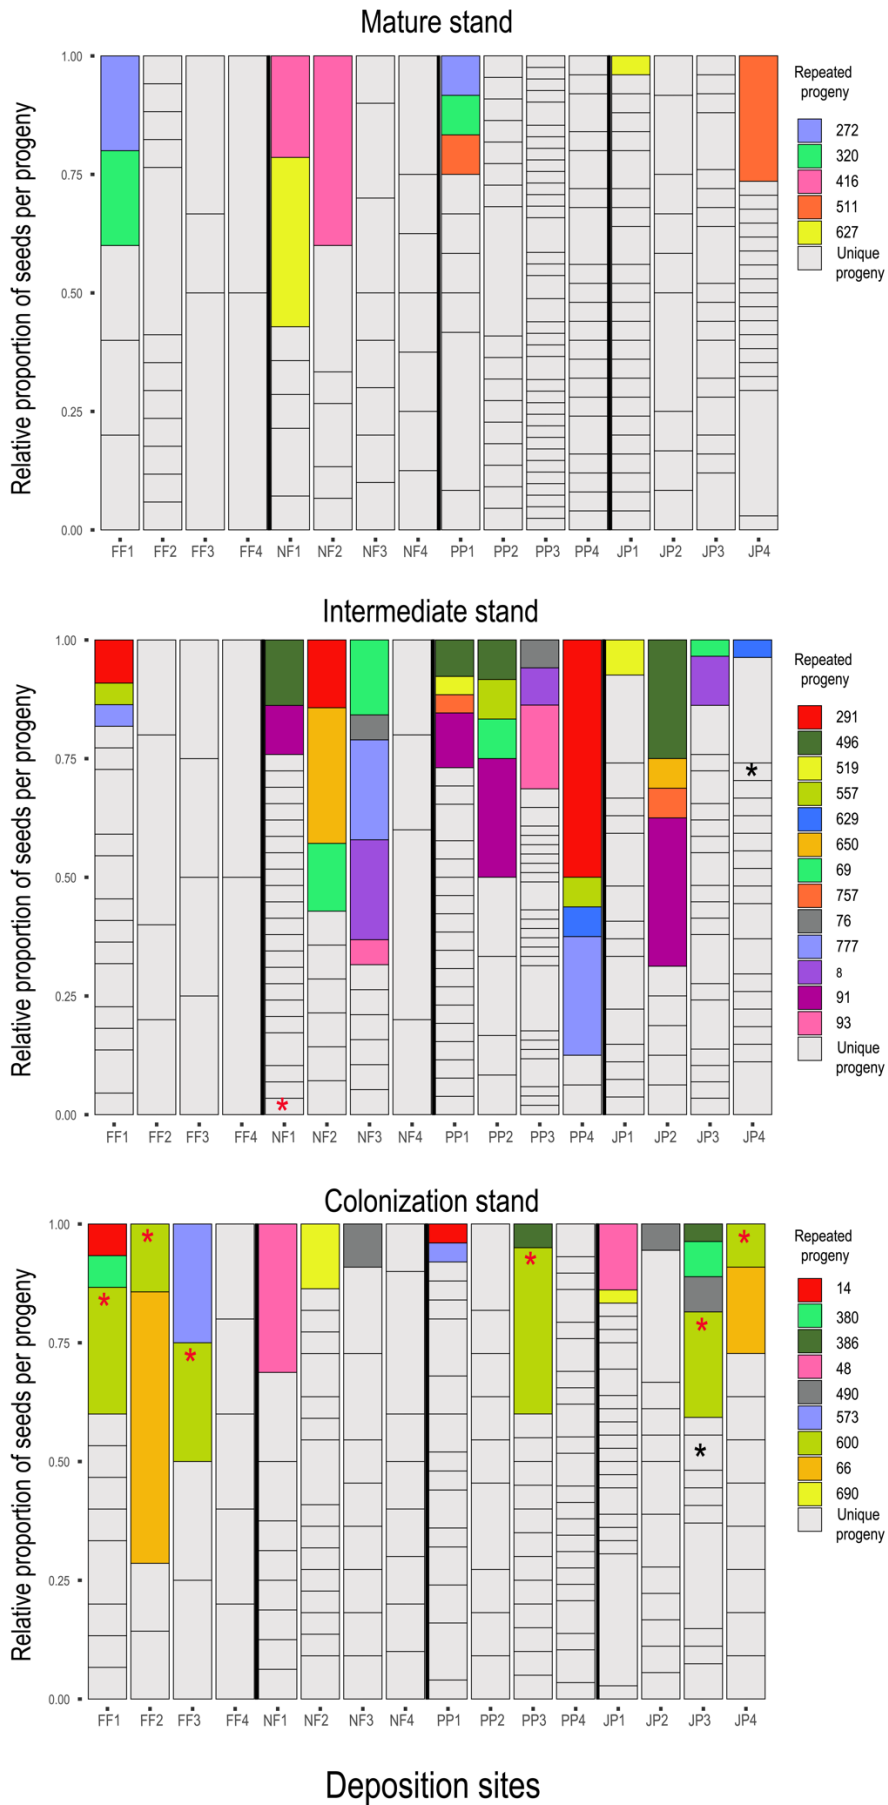 Mature stand
Relative proportion of seeds per progeny
1.00
0.75
0.50
0.25
0.00
FF1 FF2 FF3 FF4 NF1 NF2 NF3 NF4 PP1 PP2 PP3 PP4 JP1 JP2 JP3 JP4
Repeated
progeny
272
320
416
511
627
Unique
progeny
Intermediate stand
Relative proportion of seeds per progeny
1.00
0.75
0.50
0.25
0.00
*
*
FF1 FF2 FF3 FF4 NF1 NF2 NF3 NF4 PP1 PP2 PP3 PP4 JP1 JP2 JP3 JP4
Repeated
progeny
291
496
519
557
629
650
69
757
76
777
8
91
93
Unique
progeny
Colonization stand
Relative proportion of seeds per progeny
1.00
0.75
0.50
0.25
0.00
* * * * * * *
FF1 FF2 FF3 FF4 NF1 NF2 NF3 NF4 PP1 PP2 PP3 PP4 JP1 JP2 JP3 JP4
Repeated
progeny
14
380
386
48
490
573
600
66
690
Unique
progeny
Deposition sites